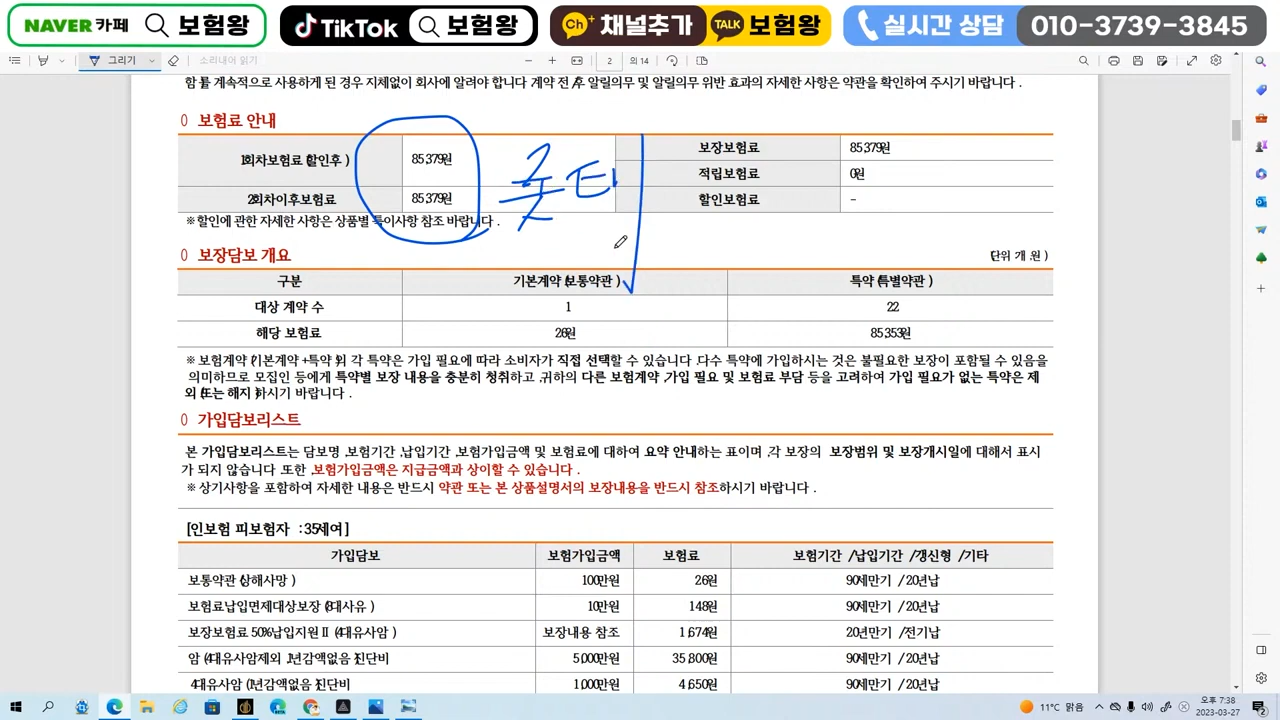 NAVER 카페 보험왕 TikTok 보험왕 Ch+ 채널추가 TALK 보험왕 실시간 상담 010-3739-3845
그리기 소리내어 읽기 2 의 14
계속적으로 사용하게 된 경우 지체없이 회사에 알려야 합니다. 계약 전,후 알릴의무 및 알릴의무 위반 효과의 자세한 사항은 약관을 확인하여 주시기 바랍니다.
보험료 안내
1회차보험료(할인후) 85,379원 보장보험료 85,379원
적립보험료 0원
2회차이후보험료 85,379원 할인보험료 -
※ 할인에 관한 자세한 사항은 상품별 특이사항 참조 바랍니다.
보장담보 개요 (단위:개,원)
구분 기본계약(보통약관) 특약(특별약관)
대상 계약 수 1 22
해당 보험료 26원 85,353원
※ 보험계약(기본계약+특약)의 각 특약은 가입 필요에 따라 소비자가 직접 선택할 수 있습니다. 다수 특약에 가입하시는 것은 불필요한 보장이 포함될 수 있음을
의미하므로 모집인 등에게 특약별 보장 내용을 충분히 청취하고, 귀하의 다른 보험계약, 가입 필요 및 보험료 부담 등을 고려하여 가입 필요가 없는 특약은 제
외(또는 해지)하시기 바랍니다.
가입담보리스트
본 가입담보리스트는 담보명, 보험기간, 납입기간, 보험가입금액 및 보험료에 대하여 요약 안내하는 표이며, 각 보장의 보장범위 및 보장개시일에 대해서 표시
가 되지 않습니다. 또한, 보험가입금액은 지급금액과 상이할 수 있습니다.
※ 상기사항을 포함하여 자세한 내용은 반드시 약관 또는 본 상품설명서의 보장내용을 반드시 참조하시기 바랍니다.
[인보험 피보험자 : 35세여]
가입담보 보험가입금액 보험료 보험기간/납입기간/갱신형/기타
보통약관(상해사망) 100만원 26원 90세만기/20년납
보험료납입면제대상보장(8대사유) 10만원 148원 90세만기/20년납
보장보험료 50%납입지원Ⅱ(4대유사암) 보장내용 참조 1,674원 20년만기/전기납
암(4대유사암제외, 1년감액없음)진단비 5,000만원 35,800원 90세만기/20년납
4대유사암(1년감액없음)진단비 1,000만원 4,650원 90세만기/20년납
11°C 맑음 오후 7:38
2023-03-27